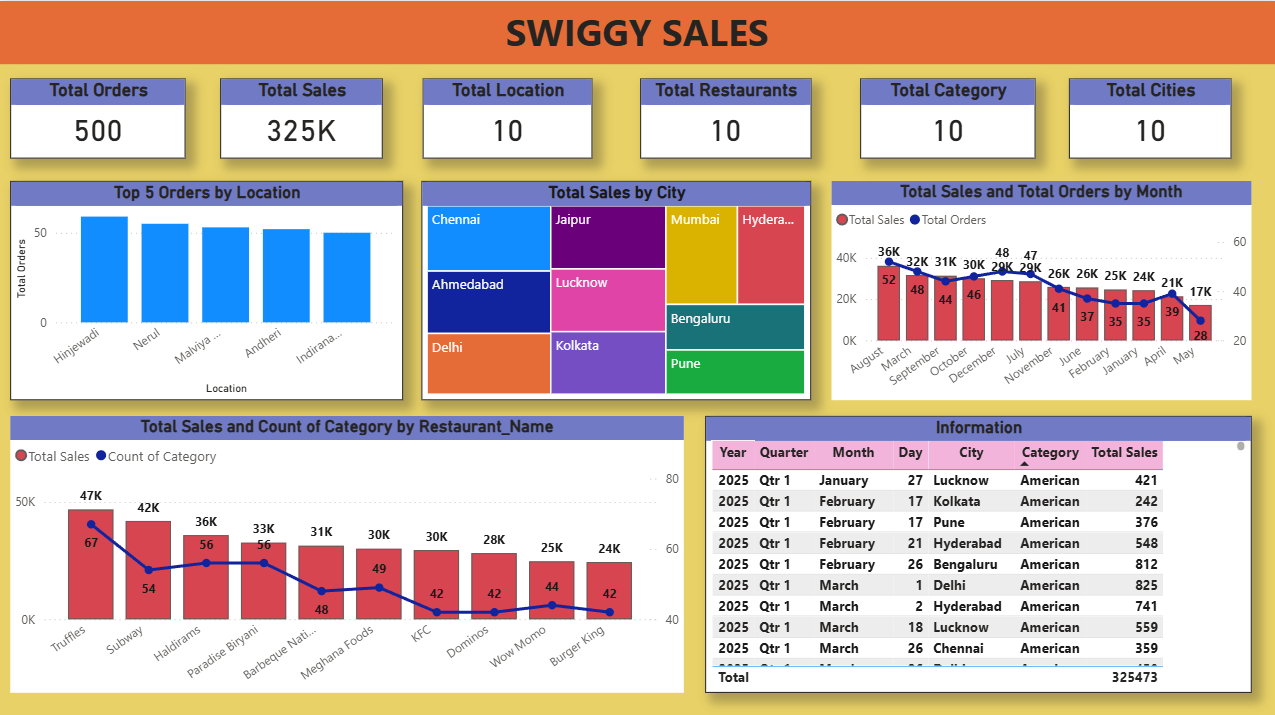 SWIGGY SALES
Total Orders
500
Total Sales
325K
Total Location
10
Total Restaurants
10
Total Category
10
Total Cities
10
Top 5 Orders by Location
Total Orders
50
0
Hinjewadi
Nerul
Malviya ...
Andheri
Indirana...
Location
Total Sales by City
Chennai
Ahmedabad
Delhi
Jaipur
Lucknow
Kolkata
Mumbai
Hydera...
Bengaluru
Pune
Total Sales and Total Orders by Month
Total Sales Total Orders
40K
20K
0K
60
40
20
36K 32K 31K 30K 29K 29K 26K 26K 25K 24K 21K 17K
52 48 44 46 48 47 41 37 35 35 39 28
August
March
September
October
December
July
November
June
February
January
April
May
Total Sales and Count of Category by Restaurant_Name
Total Sales Count of Category
50K
0K
80
60
40
47K 42K 36K 33K 31K 30K 30K 28K 25K 24K
67 54 56 56 48 49 42 42 44 42
Truffles
Subway
Haldirams
Paradise Biryani
Barbeque Nati...
Meghana Foods
KFC
Dominos
Wow Momo
Burger King
Information
Year Quarter Month Day City Category Total Sales
2025 Qtr 1 January 27 Lucknow American 421
2025 Qtr 1 February 17 Kolkata American 242
2025 Qtr 1 February 17 Pune American 376
2025 Qtr 1 February 21 Hyderabad American 548
2025 Qtr 1 February 26 Bengaluru American 812
2025 Qtr 1 March 1 Delhi American 825
2025 Qtr 1 March 2 Hyderabad American 741
2025 Qtr 1 March 18 Lucknow American 559
2025 Qtr 1 March 26 Chennai American 359
Total 325473